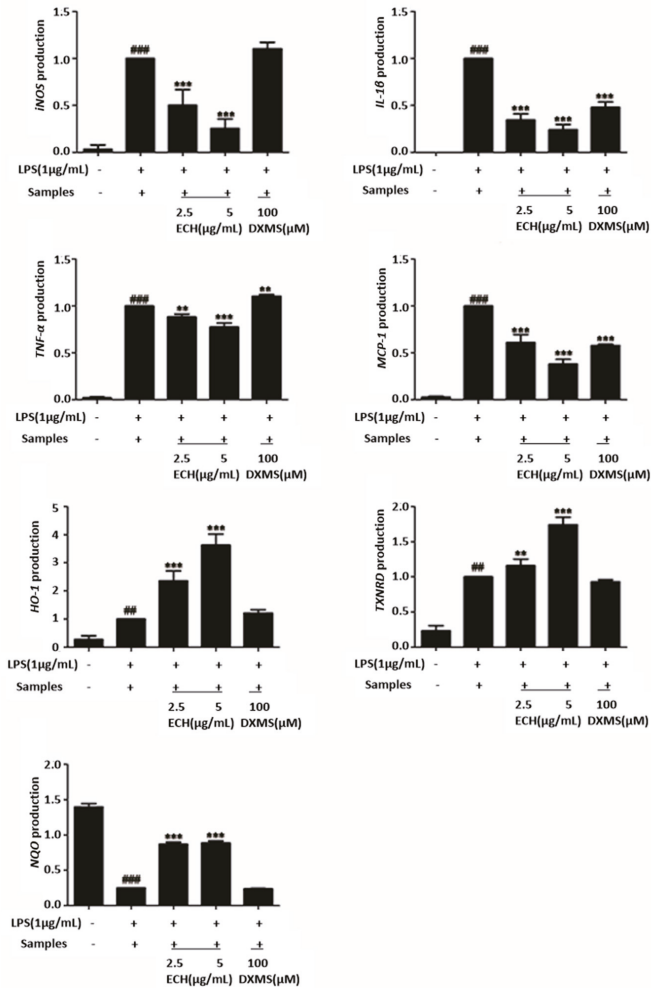 iNOS production
1.5
1.0
0.5
0.0
###
***
***
LPS(1μg/mL) - + + + +
Samples - + + + +
2.5 5 100
ECH(μg/mL) DXMS(μM)
IL-1β production
1.5
1.0
0.5
0.0
###
***
***
***
LPS(1μg/mL) - + + + +
Samples - + + + +
2.5 5 100
ECH(μg/mL) DXMS(μM)
TNF-α production
1.5
1.0
0.5
0.0
###
**
***
**
LPS(1μg/mL) - + + + +
Samples - + + + +
2.5 5 100
ECH(μg/mL) DXMS(μM)
MCP-1 production
1.5
1.0
0.5
0.0
###
***
***
***
LPS(1μg/mL) - + + + +
Samples - + + + +
2.5 5 100
ECH(μg/mL) DXMS(μM)
HO-1 production
5
4
3
2
1
0
##
***
***
LPS(1μg/mL) - + + + +
Samples - + + + +
2.5 5 100
ECH(μg/mL) DXMS(μM)
TXNRD production
2.0
1.5
1.0
0.5
0.0
##
**
***
LPS(1μg/mL) - + + + +
Samples - + + + +
2.5 5 100
ECH(μg/mL) DXMS(μM)
NQO production
2.0
1.5
1.0
0.5
0.0
###
***
***
LPS(1μg/mL) - + + + +
Samples - + + + +
2.5 5 100
ECH(μg/mL) DXMS(μM)